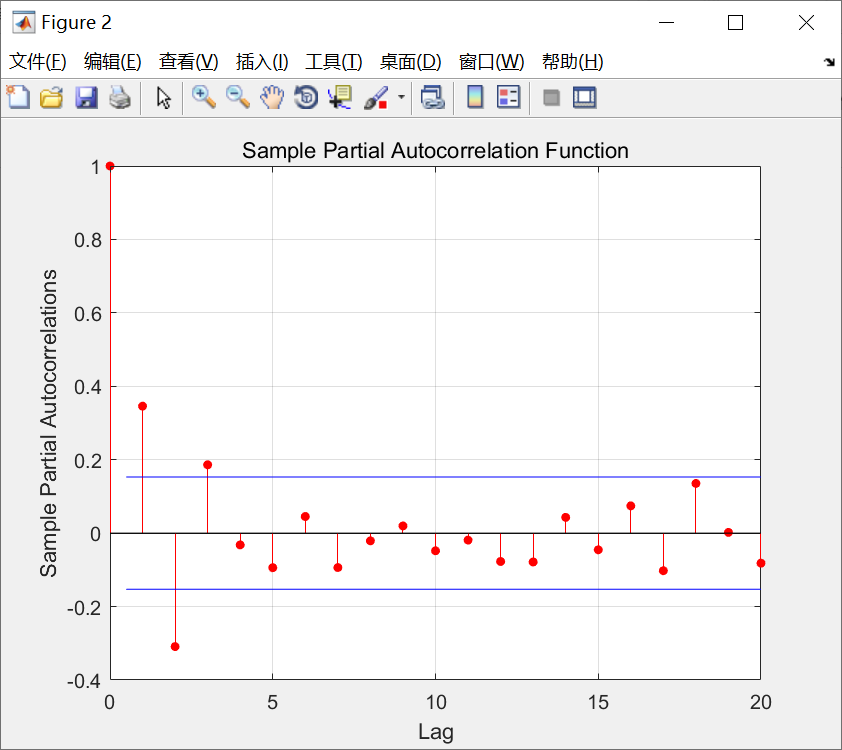 Figure 2
文件(F) 编辑(E) 查看(V) 插入(I) 工具(T) 桌面(D) 窗口(W) 帮助(H)
Sample Partial Autocorrelation Function
1
0.8
0.6
0.4
0.2
0
-0.2
-0.4
Sample Partial Autocorrelations
0 5 10 15 20
Lag